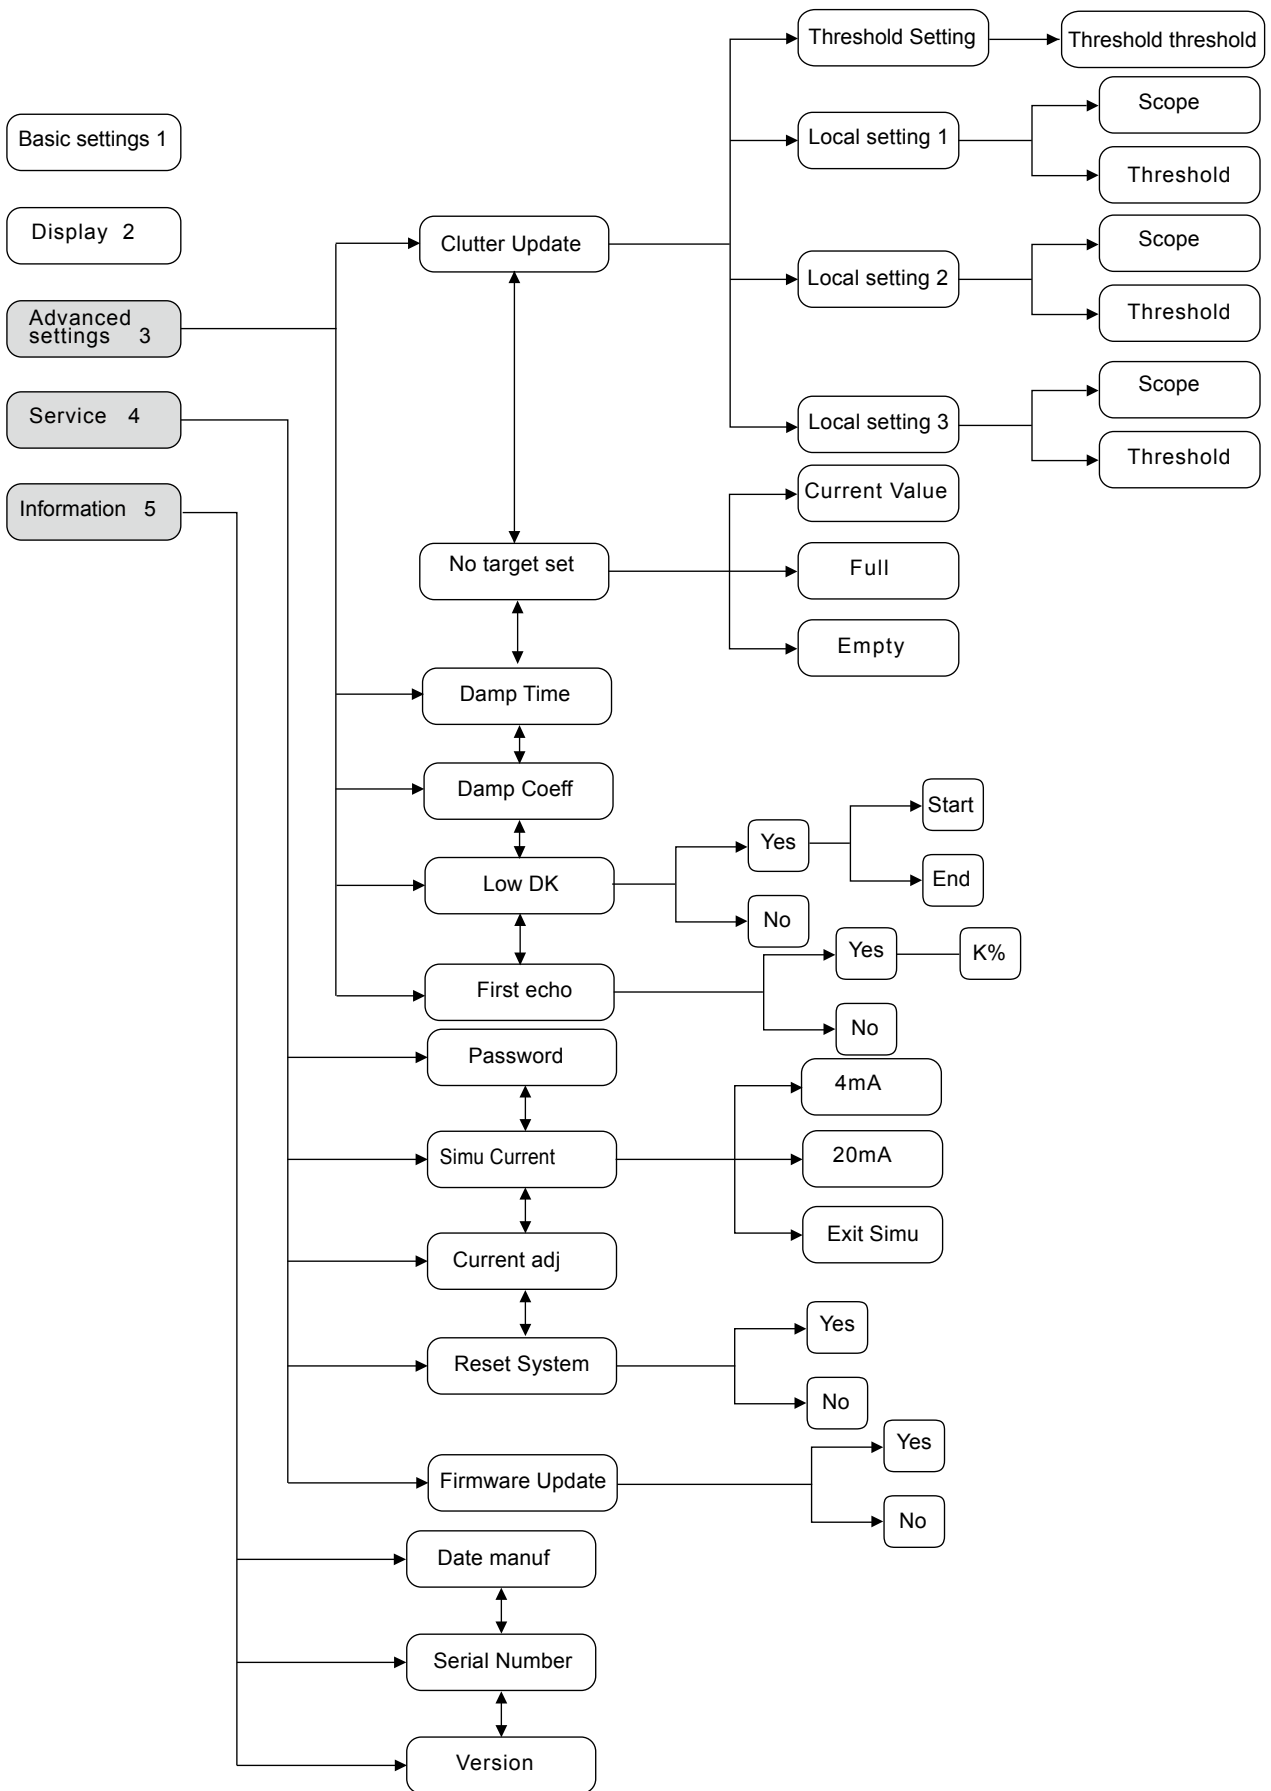 Basic settings 1
Display 2
Advanced
settings 3
Service 4
Information 5
Clutter Update
Threshold Setting
Threshold threshold
Local setting 1
Scope
Threshold
Local setting 2
Scope
Threshold
Local setting 3
Scope
Threshold
No target set
Current Value
Full
Empty
Damp Time
Damp Coeff
Low DK
Yes
Start
End
No
First echo
Yes
K%
No
Password
Simu Current
4mA
20mA
Exit Simu
Current adj
Reset System
Yes
No
Firmware Update
Yes
No
Date manuf
Serial Number
Version